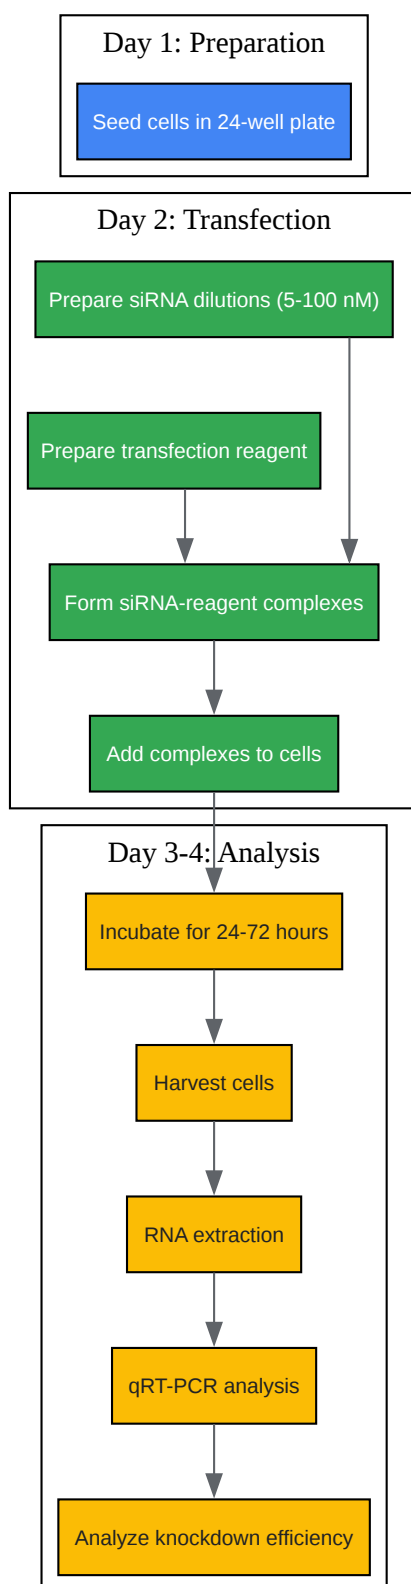 Day 1: Preparation
Seed cells in 24-well plate
Day 2: Transfection
Prepare siRNA dilutions (5-100 nM)
Prepare transfection reagent
Form siRNA-reagent complexes
Add complexes to cells
Day 3-4: Analysis
Incubate for 24-72 hours
Harvest cells
RNA extraction
qRT-PCR analysis
Analyze knockdown efficiency